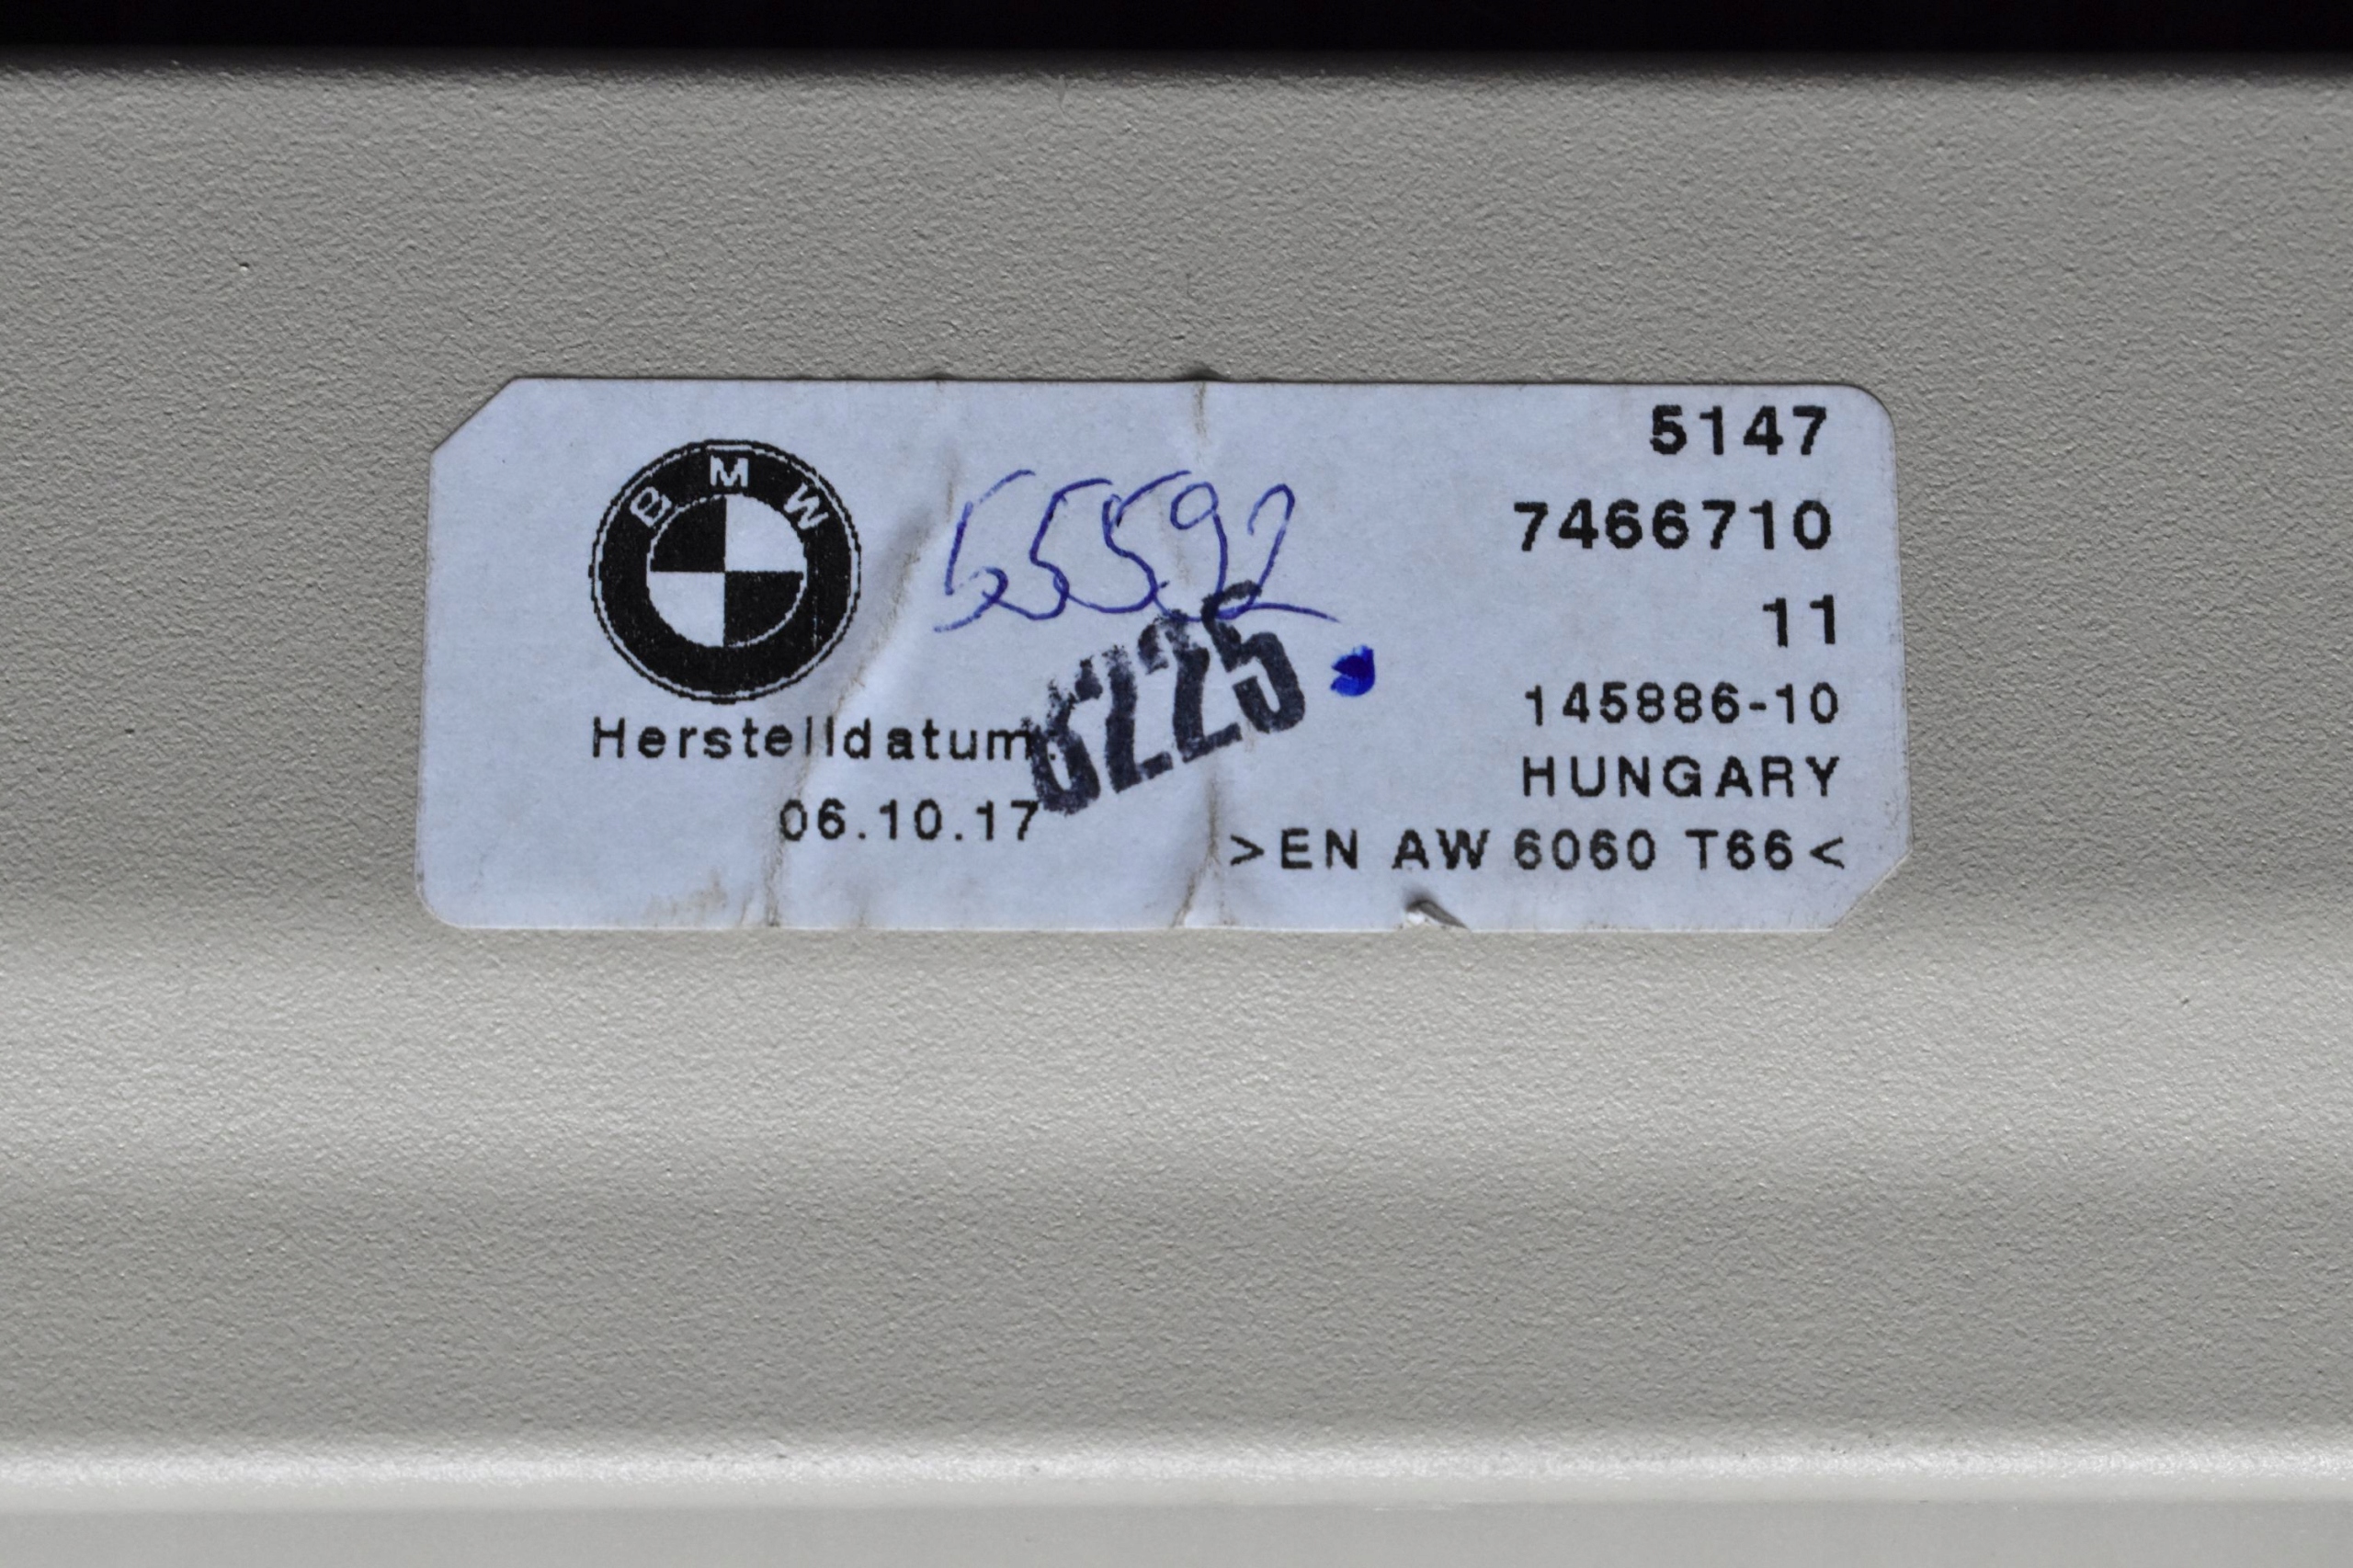 BMW
55592
6225
Herstelldatum:
06.10.17
5147
7466710
11
145886-10
HUNGARY
>EN AW 6060 T66<